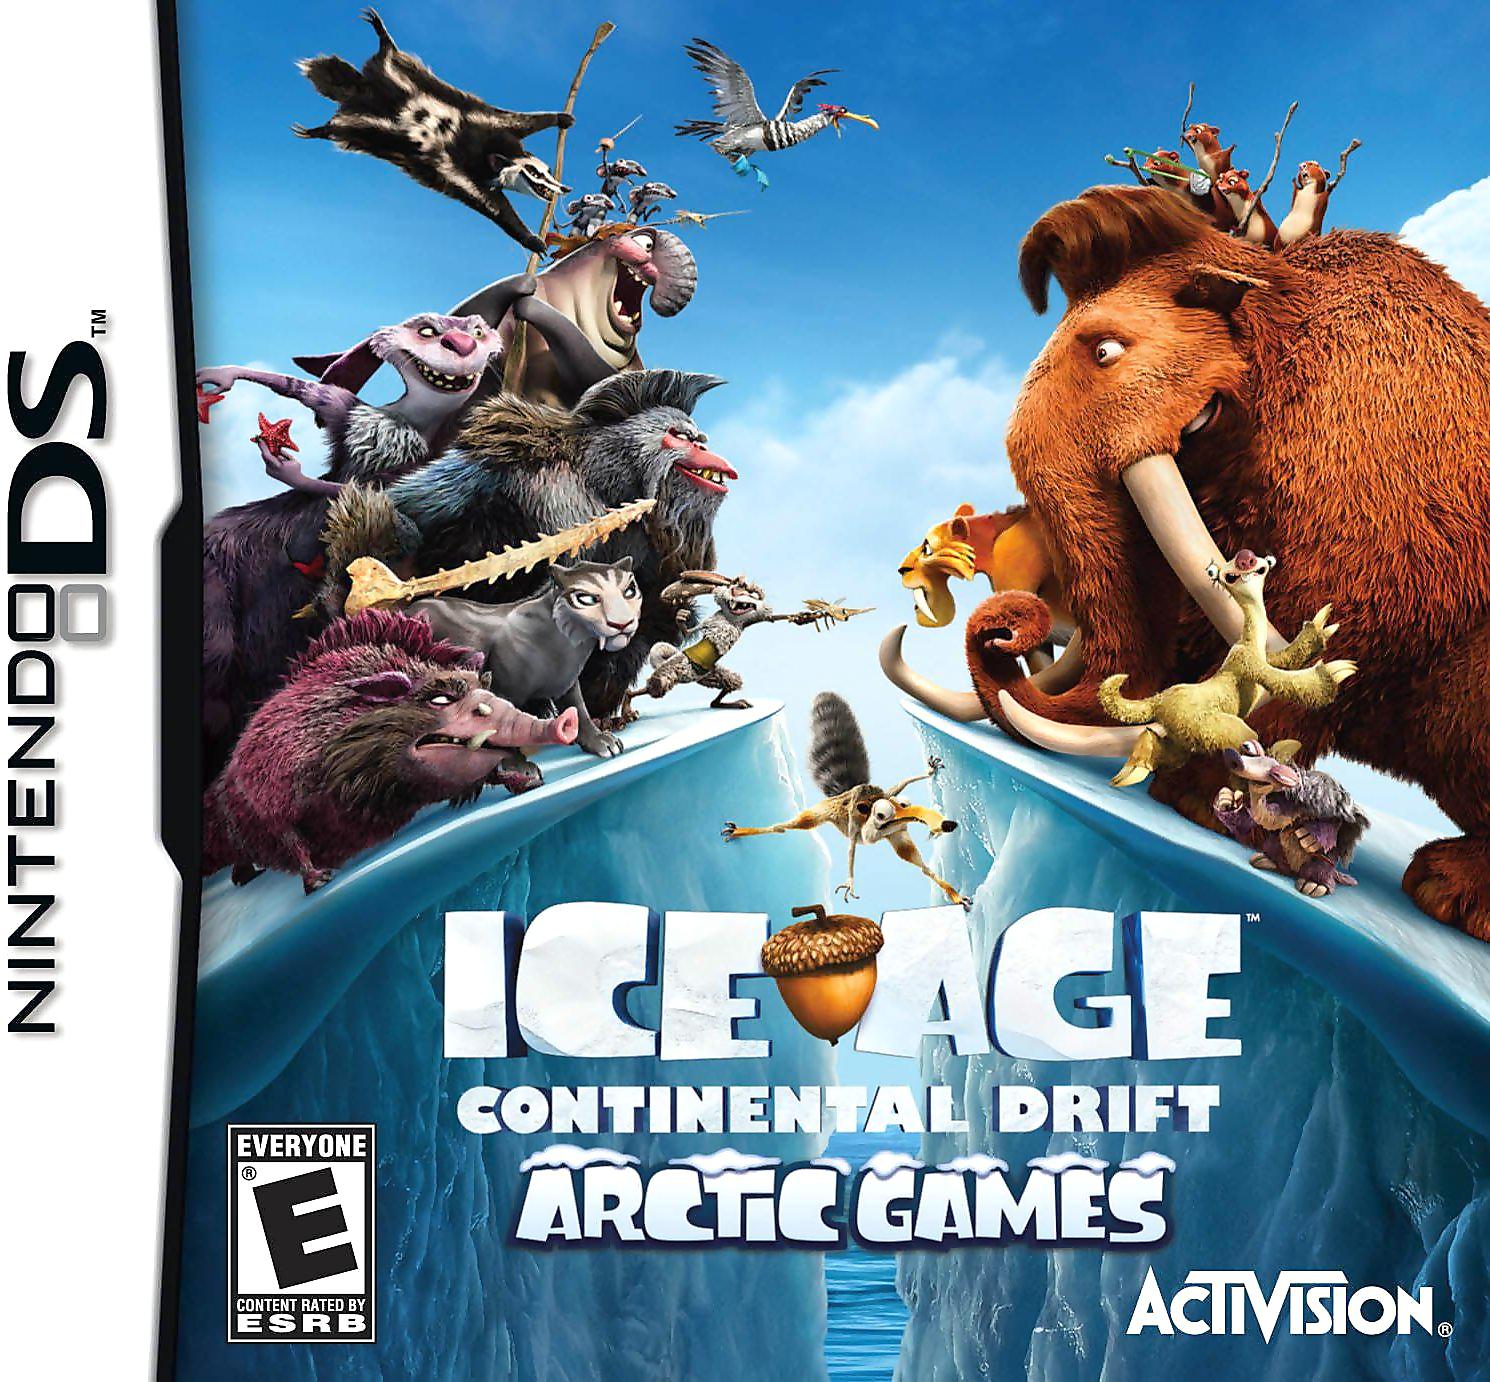 NINTENDO DS™
ICE AGE™
CONTINENTAL DRIFT
ARCTIC GAMES
EVERYONE
E®
CONTENT RATED BY
ESRB
ACTIVISION®